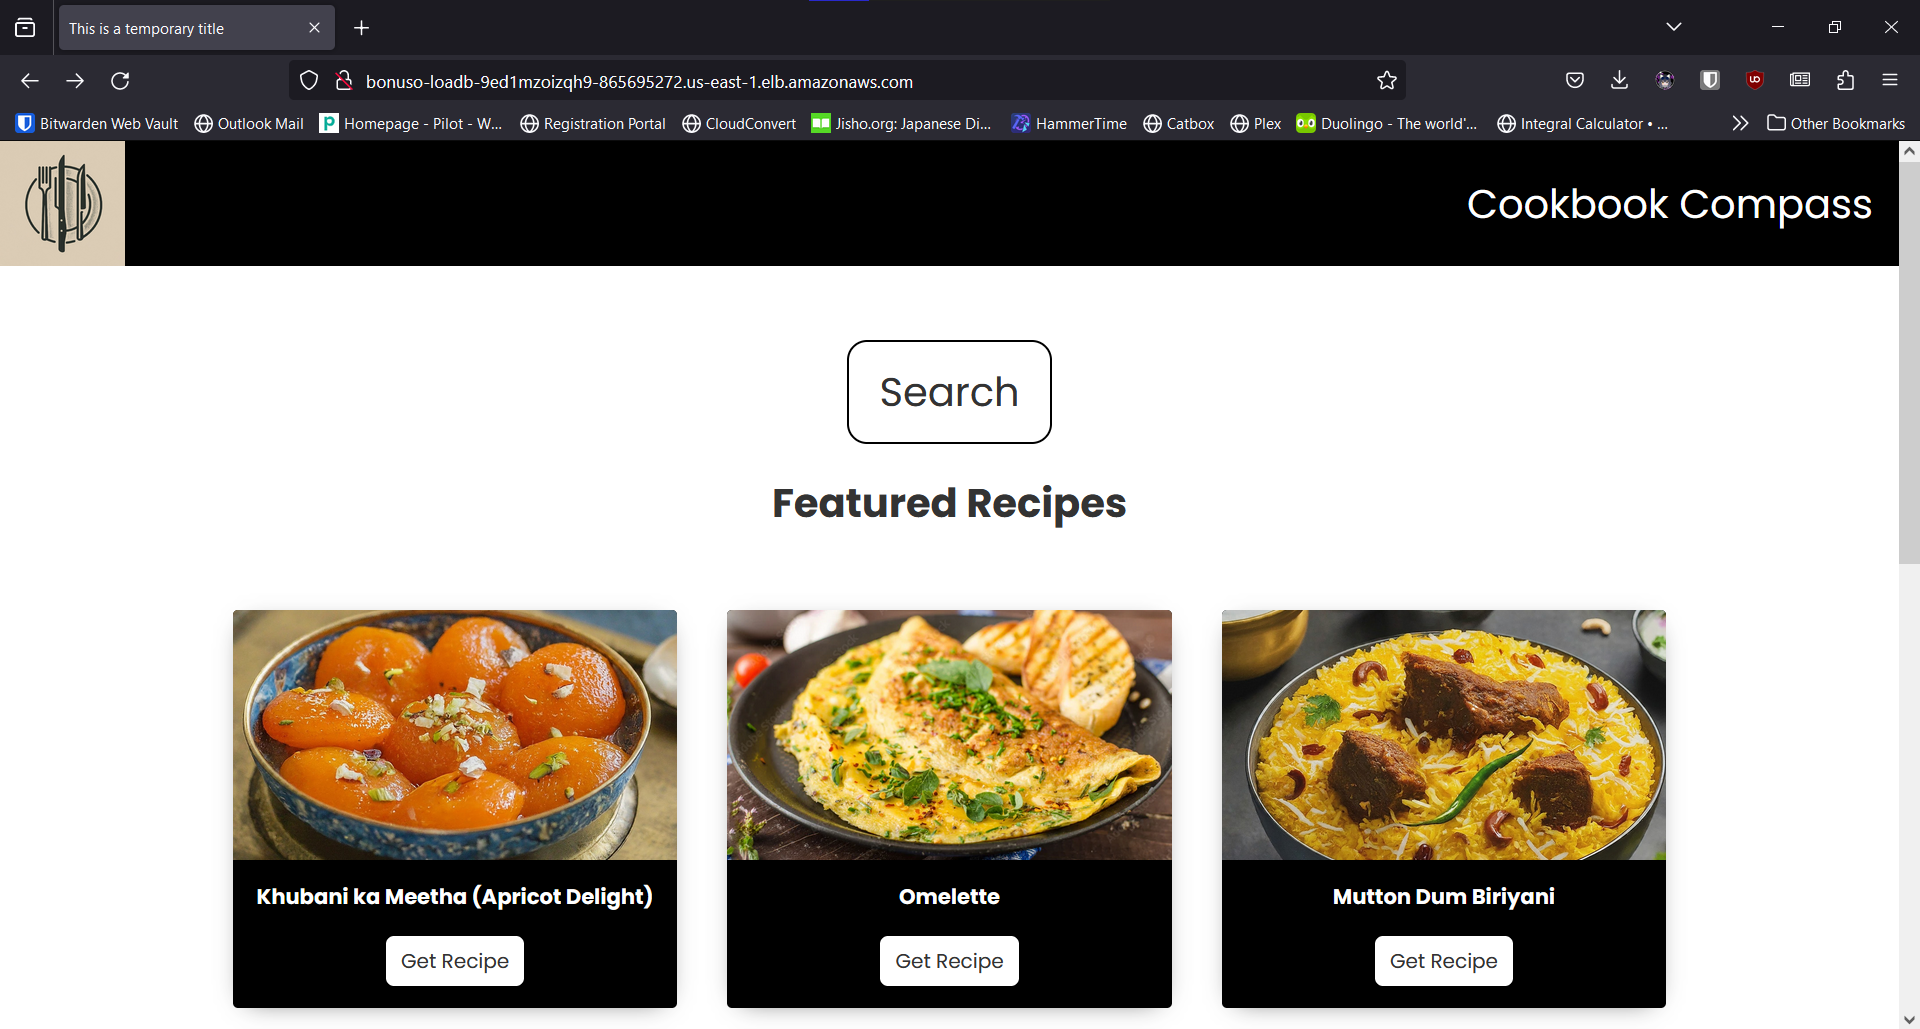 This is a temporary title
bonuso-loadb-9ed1mzoizqh9-865695272.us-east-1.elb.amazonaws.com
Bitwarden Web Vault Outlook Mail Homepage - Pilot - W... Registration Portal CloudConvert Jisho.org: Japanese Di... HammerTime Catbox Plex Duolingo - The world'... Integral Calculator • ... Other Bookmarks
Cookbook Compass
Search
Featured Recipes
Khubani ka Meetha (Apricot Delight) Omelette Mutton Dum Biriyani
Get Recipe Get Recipe Get Recipe